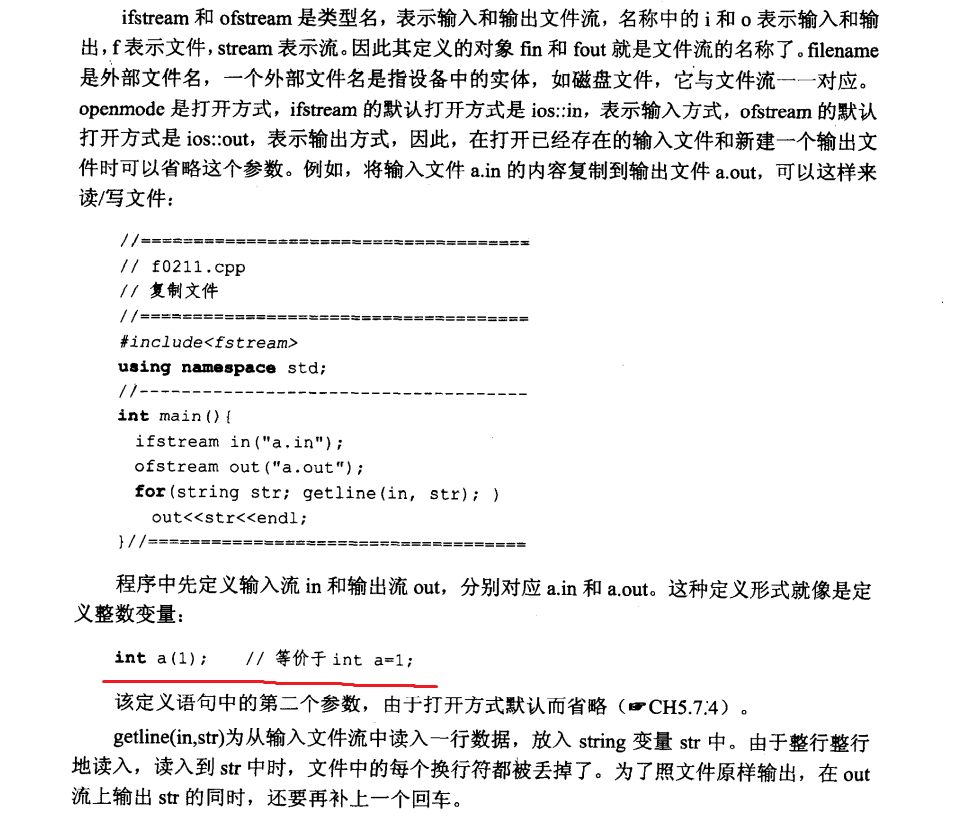 ifstream 和 ofstream 是类型名，表示输入和输出文件流，名称中的 i 和 o 表示输入和输
出，f 表示文件，stream 表示流。因此其定义的对象 fin 和 fout 就是文件流的名称了。filename
是外部文件名，一个外部文件名是指设备中的实体，如磁盘文件，它与文件流一一对应。
openmode 是打开方式，ifstream 的默认打开方式是 ios::in，表示输入方式，ofstream 的默认
打开方式是 ios::out，表示输出方式，因此，在打开已经存在的输入文件和新建一个输出文
件时可以省略这个参数。例如，将输入文件 a.in 的内容复制到输出文件 a.out，可以这样来
读/写文件：
//=====================================
// f0211.cpp
// 复制文件
//=====================================
#include<fstream>
using namespace std;
//-------------------------------------
int main(){
ifstream in("a.in");
ofstream out("a.out");
for(string str; getline(in, str); )
out<<str<<endl;
}//====================================
程序中先定义输入流 in 和输出流 out，分别对应 a.in 和 a.out。这种定义形式就像是定
义整数变量：
int a(1); // 等价于 int a=1;
该定义语句中的第二个参数，由于打开方式默认而省略（☞CH5.7.4）。
getline(in,str)为从输入文件流中读入一行数据，放入 string 变量 str 中。由于整行整行
地读入，读入到 str 中时，文件中的每个换行符都被丢掉了。为了照文件原样输出，在 out
流上输出 str 的同时，还要再补上一个回车。